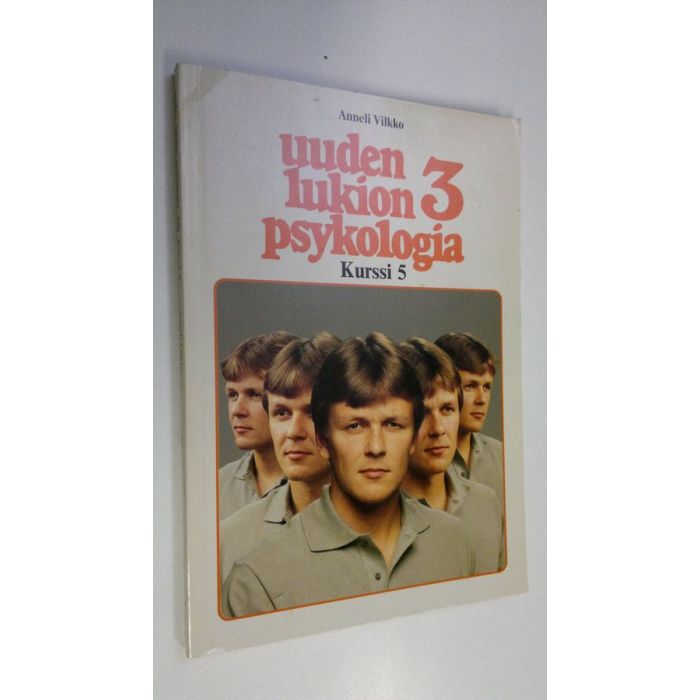 Anneli Vilkko
uuden
lukion 3
psykologia
Kurssi 5